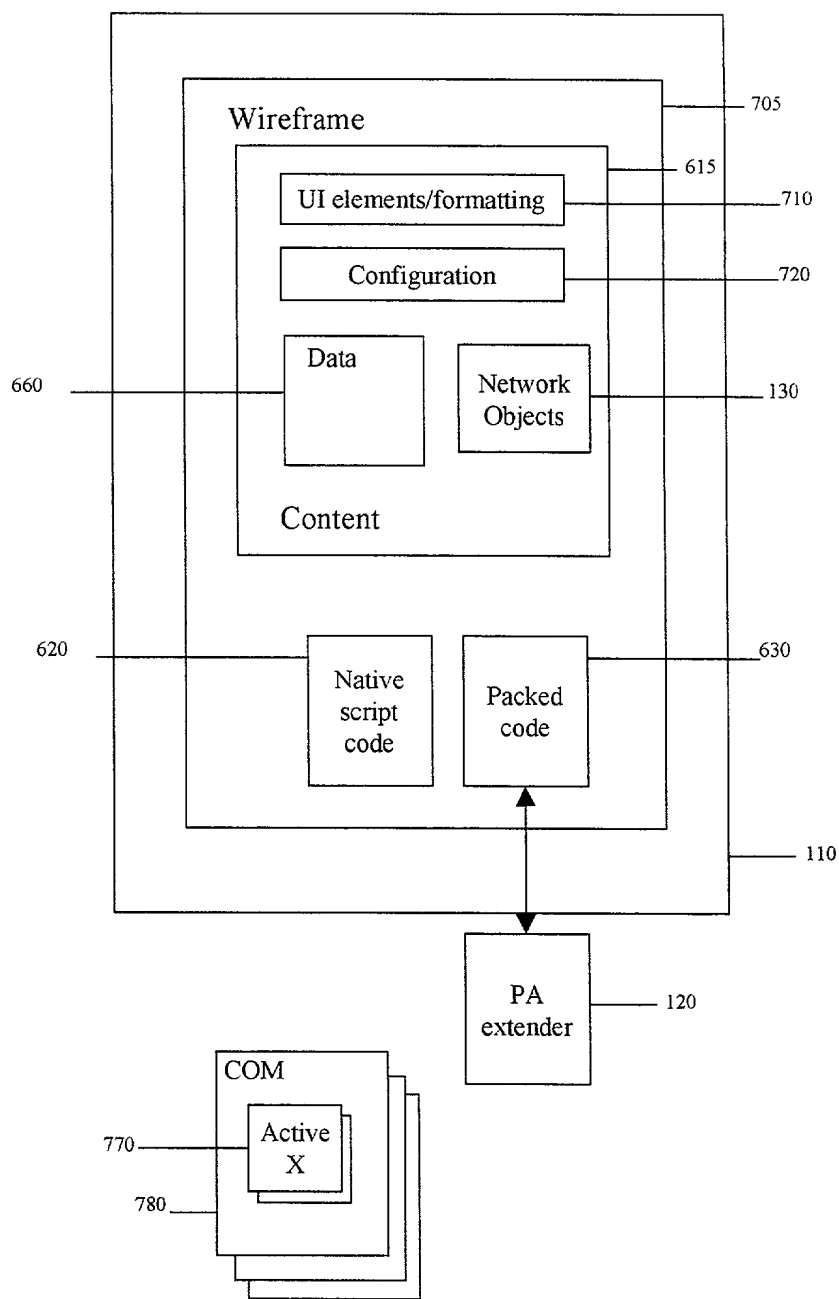 705
Wireframe
615
UI elements/formatting
710
Configuration
720
Data
660
Network
Objects
130
Content
620
630
Native
script
code
Packed
code
110
PA
extender
120
COM
770
Active
X
780